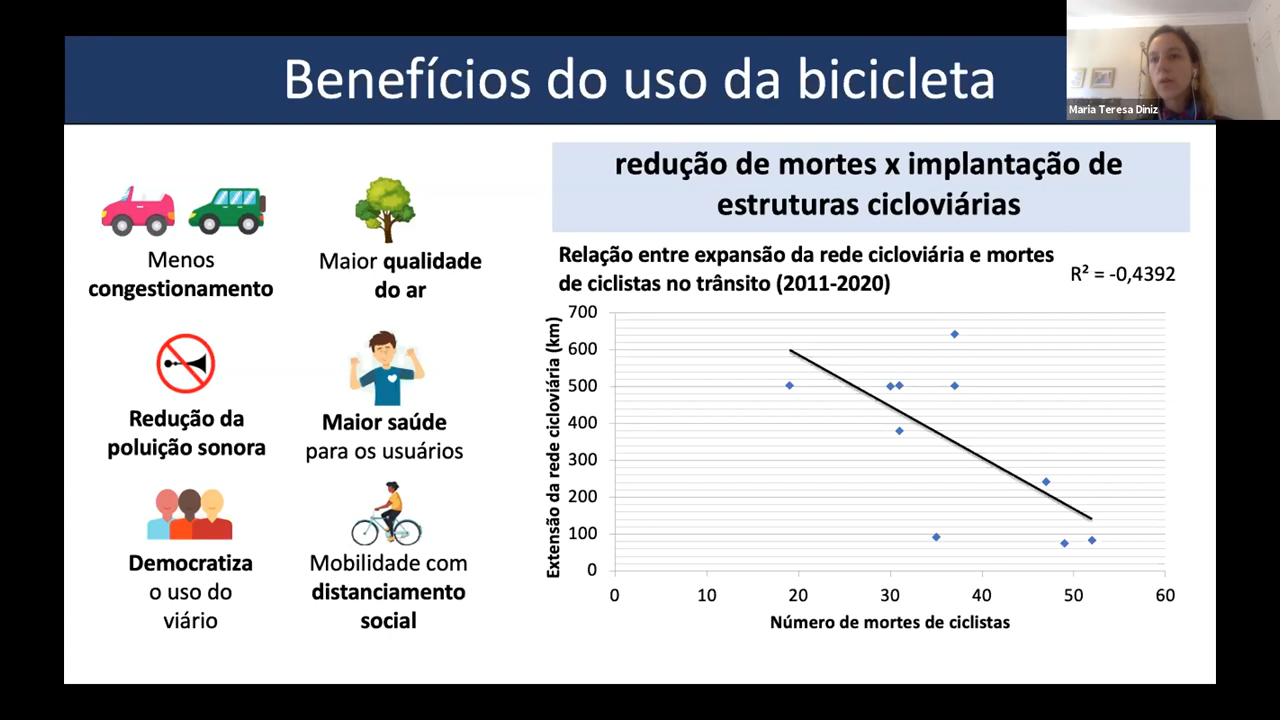 Benefícios do uso da bicicleta
Maria Teresa Diniz
Menos
congestionamento
Maior qualidade
do ar
Redução da
poluição sonora
Maior saúde
para os usuários
Democratiza
o uso do
viário
Mobilidade com
distanciamento
social
redução de mortes x implantação de
estruturas cicloviárias
Relação entre expansão da rede cicloviária e mortes
de ciclistas no trânsito (2011-2020)
R² = -0,4392
Extensão da rede cicloviária (km)
700
600
500
400
300
200
100
0
0 10 20 30 40 50 60
Número de mortes de ciclistas